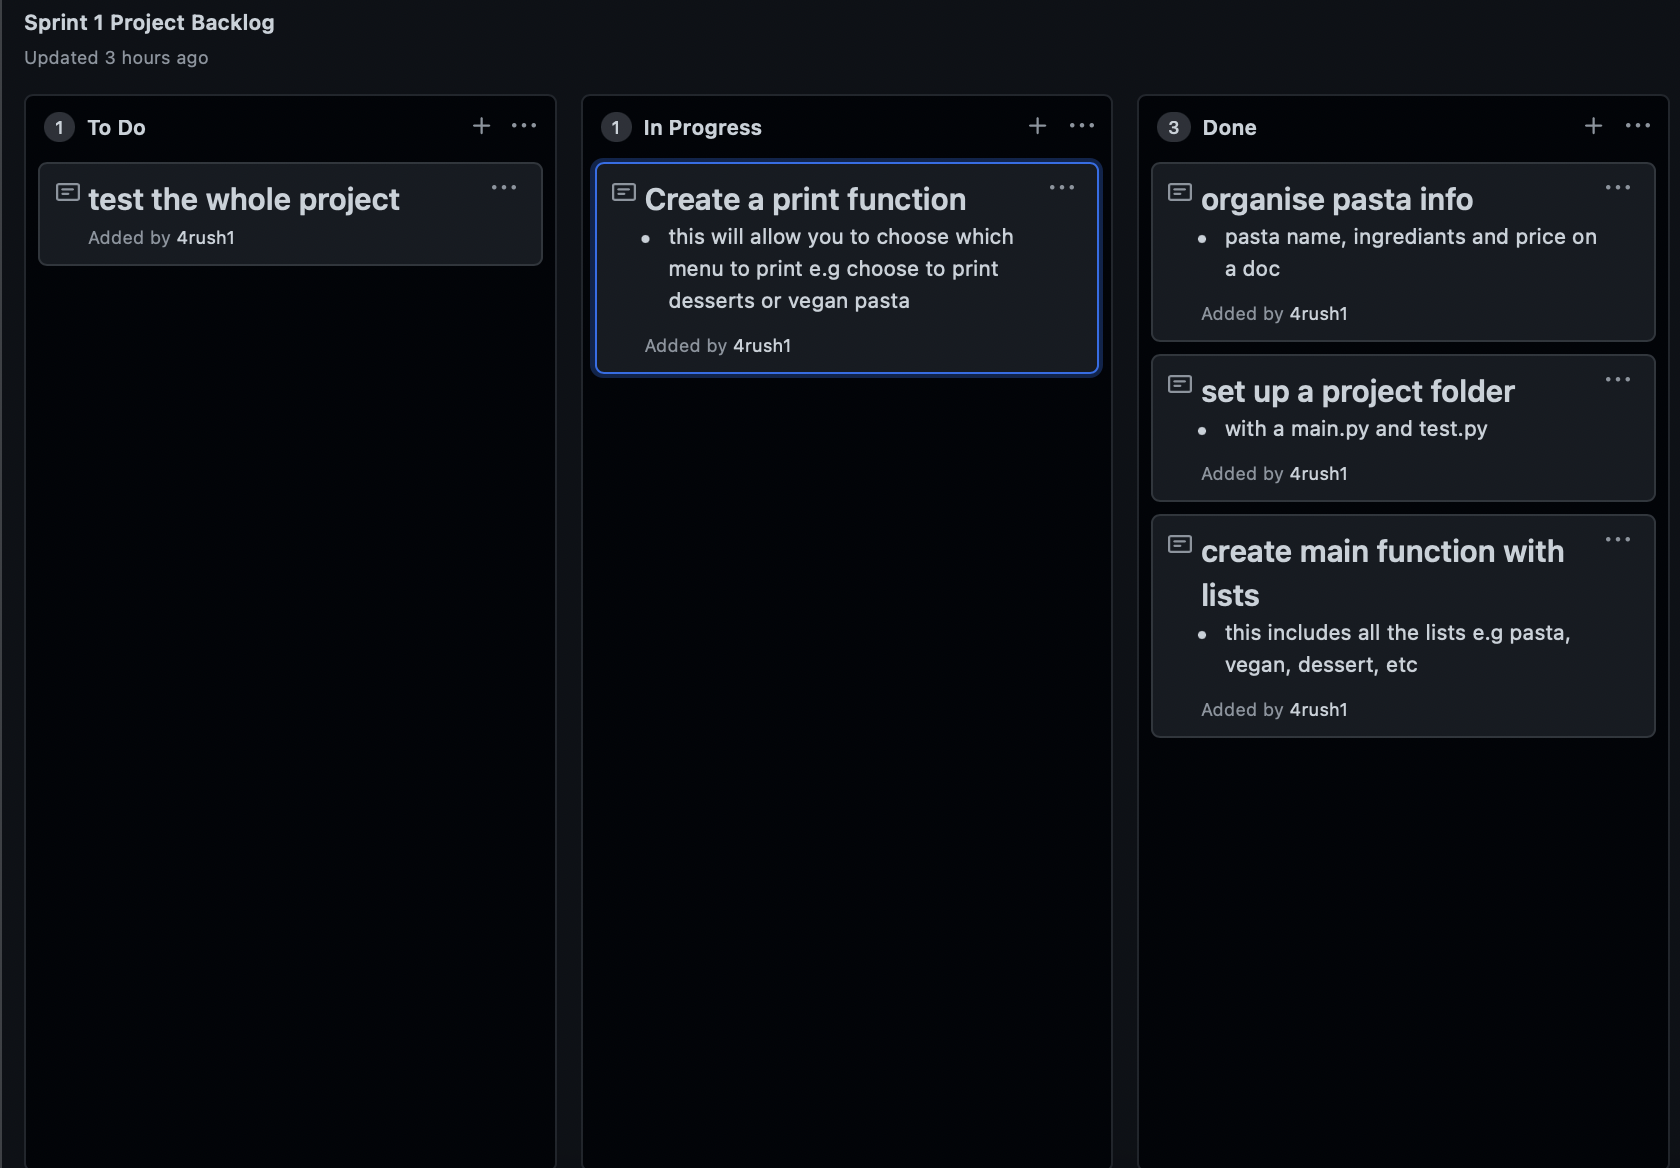 Sprint 1 Project Backlog
Updated 3 hours ago
1 To Do
test the whole project
Added by 4rush1
1 In Progress
Create a print function
this will allow you to choose which
menu to print e.g choose to print
desserts or vegan pasta
Added by 4rush1
3 Done
organise pasta info
pasta name, ingrediants and price on
a doc
Added by 4rush1
set up a project folder
with a main.py and test.py
Added by 4rush1
create main function with
lists
this includes all the lists e.g pasta,
vegan, dessert, etc
Added by 4rush1